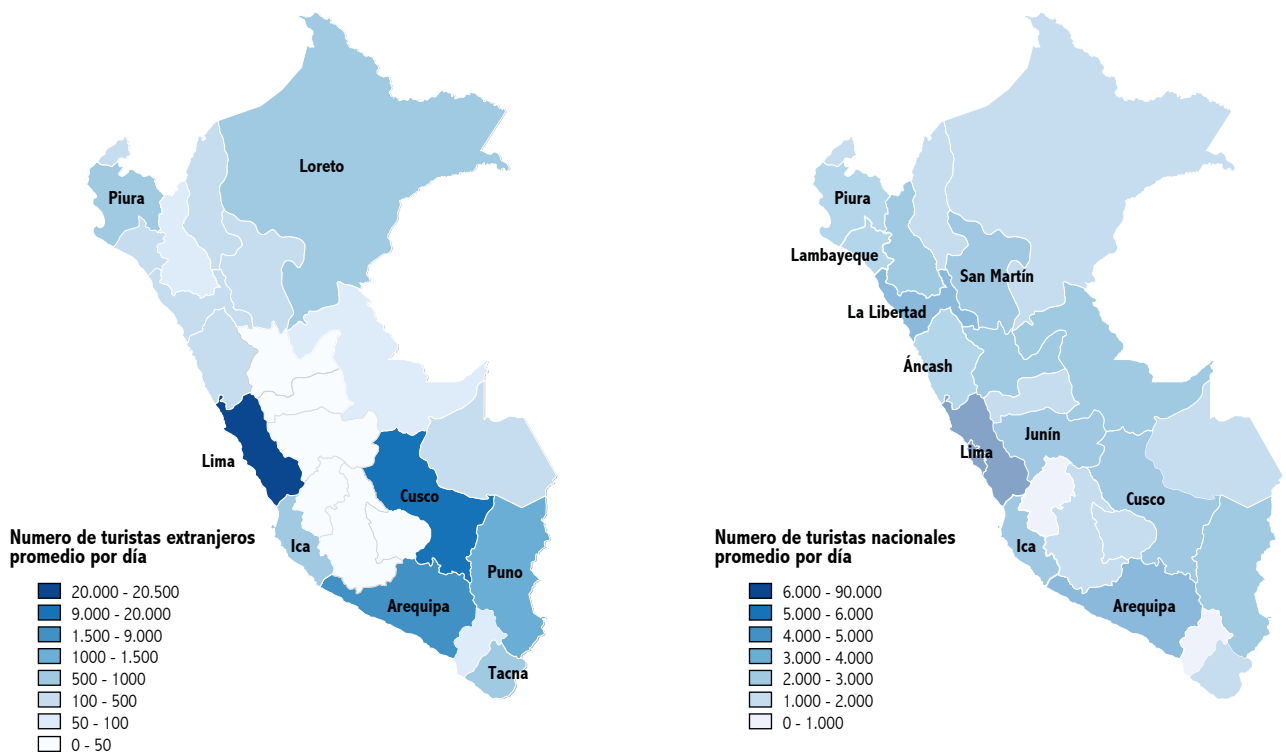 Loreto
Piura
Lima
Cusco
Ica
Puno
Arequipa
Tacna
Numero de turistas extranjeros
promedio por día
20.000 - 20.500
9.000 - 20.000
1.500 - 9.000
1000 - 1.500
500 - 1000
100 - 500
50 - 100
0 - 50
Piura
Lambayeque
San Martín
La Libertad
Áncash
Junín
Lima
Cusco
Ica
Arequipa
Numero de turistas nacionales
promedio por día
6.000 - 90.000
5.000 - 6.000
4.000 - 5.000
3.000 - 4.000
2.000 - 3.000
1.000 - 2.000
0 - 1.000